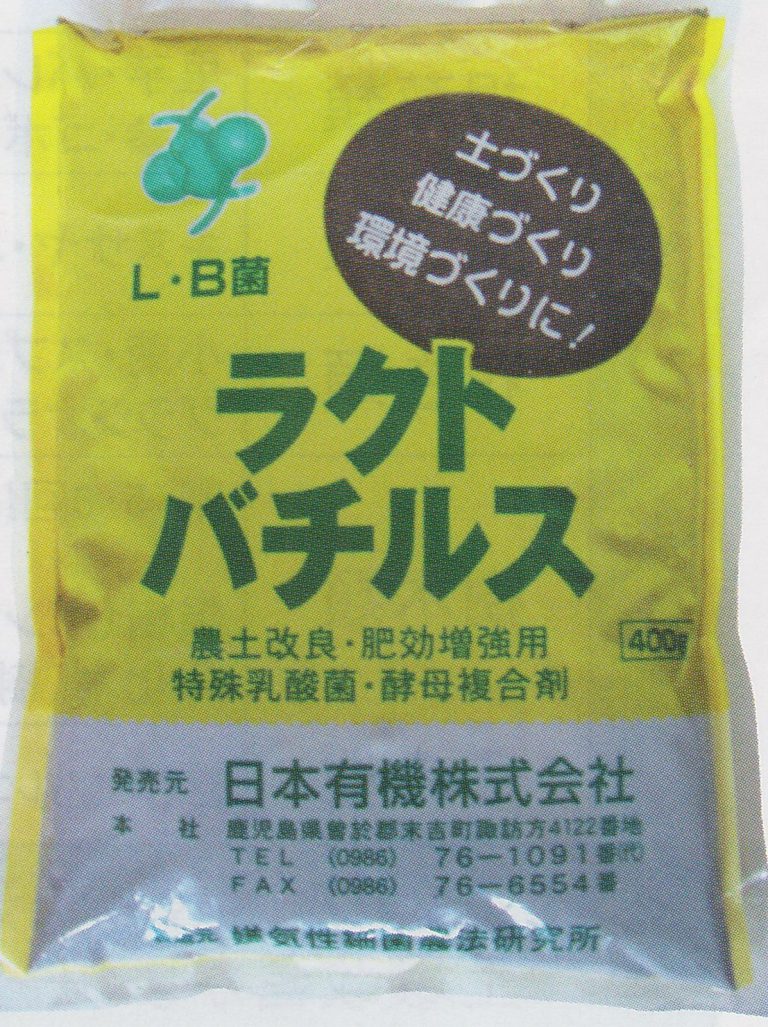 土づくり
健康づくり
環境づくりに!
L・B菌
ラクト
バチルス
農土改良・肥効増強用
400g
特殊乳酸菌・酵母複合剤
発売元 日本有機株式会社
本社 鹿児島県曽於郡末吉町諏訪方4122番地
TEL (0986) 76-1091番(代)
FAX (0986) 76-6554番
嫌気性細菌農法研究所